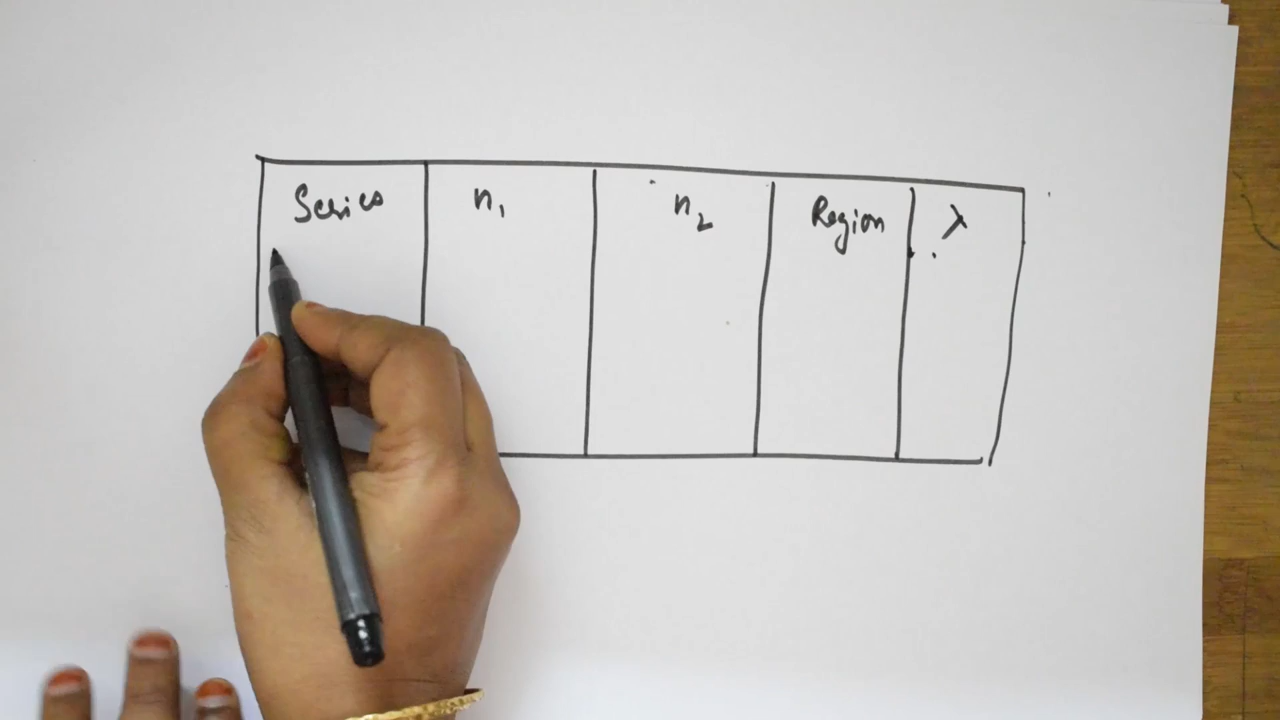 Series n₁ n₂ Region λ